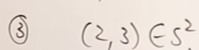 ③ (2,3) ∈ S²